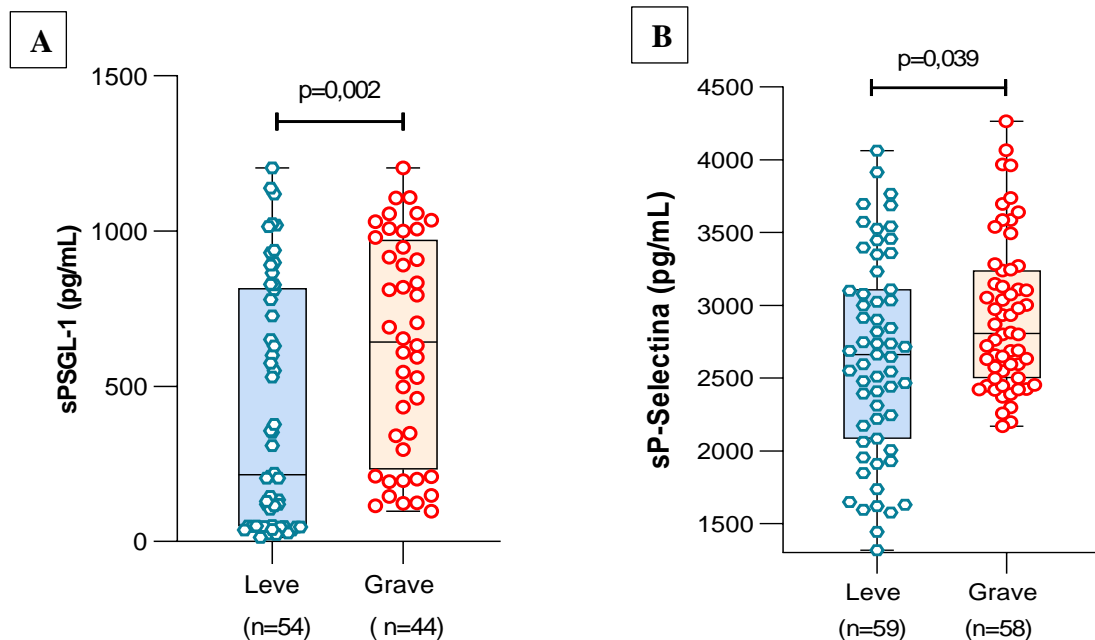 A
sPSGL-1 (pg/mL)
1500
1000
500
0
p=0,002
Leve
Grave
(n=54)
( n=44)
B
sP-Selectina (pg/mL)
4500
4000
3500
3000
2500
2000
1500
p=0,039
Leve
Grave
(n=59)
(n=58)